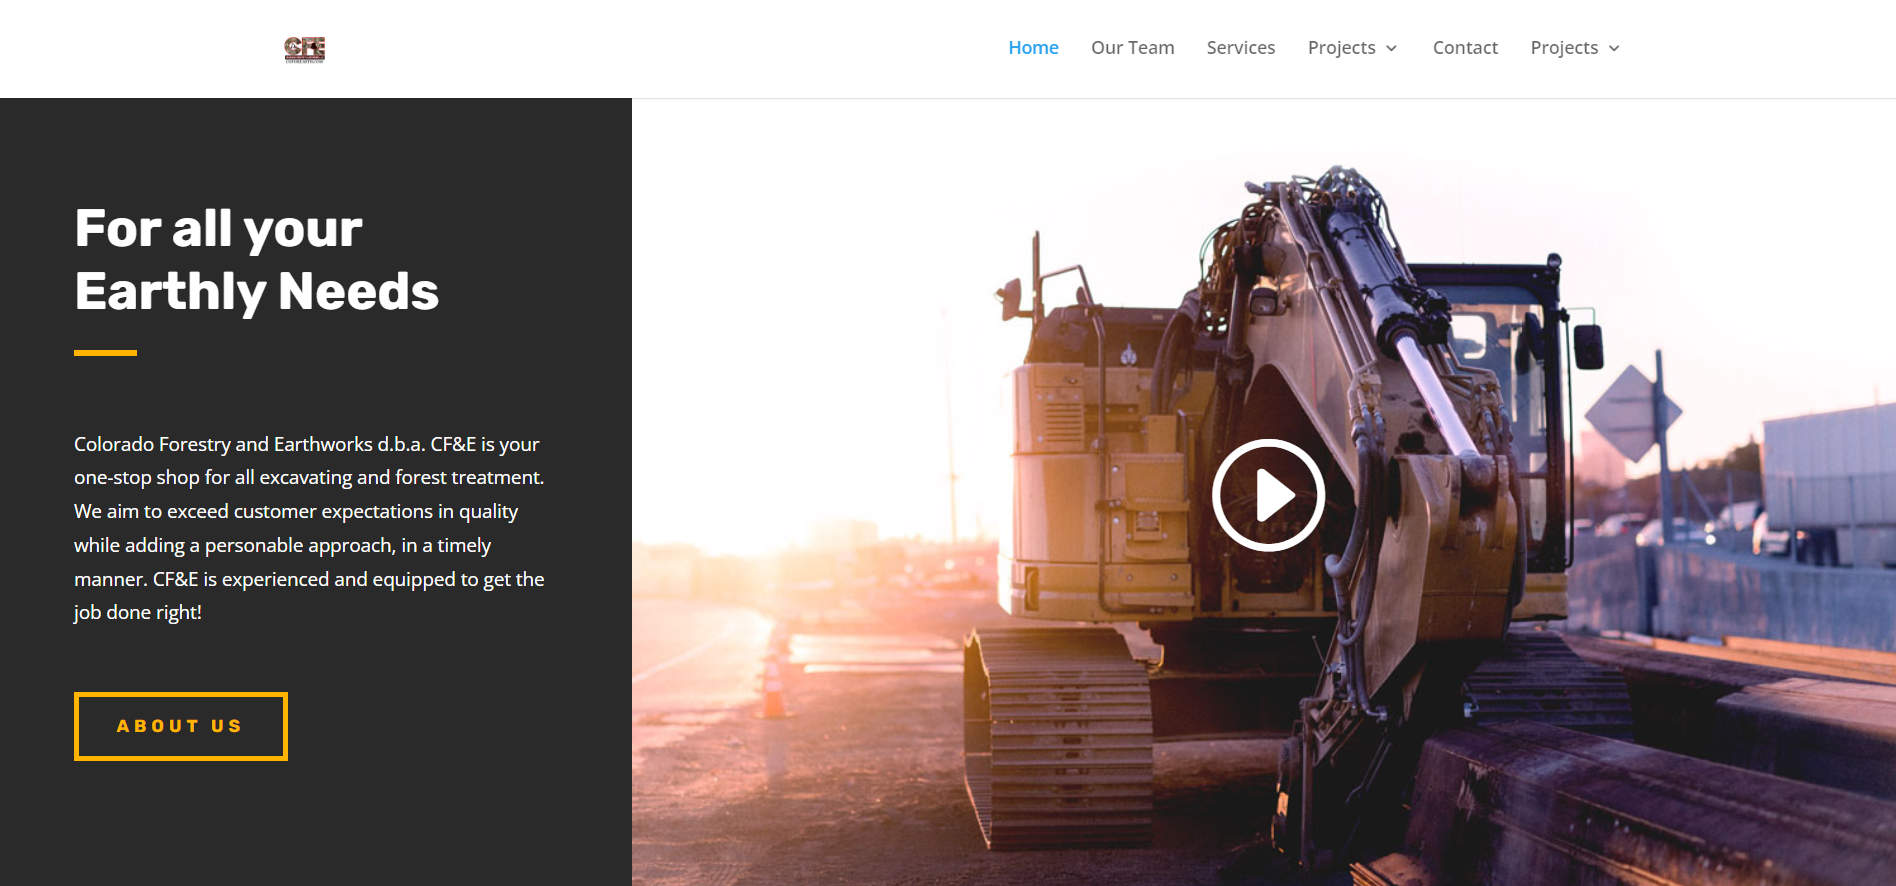 CFE
Home Our Team Services Projects Contact Projects
For all your
Earthly Needs
Colorado Forestry and Earthworks d.b.a. CF&E is your
one-stop shop for all excavating and forest treatment.
We aim to exceed customer expectations in quality
while adding a personable approach, in a timely
manner. CF&E is experienced and equipped to get the
job done right!
ABOUT US